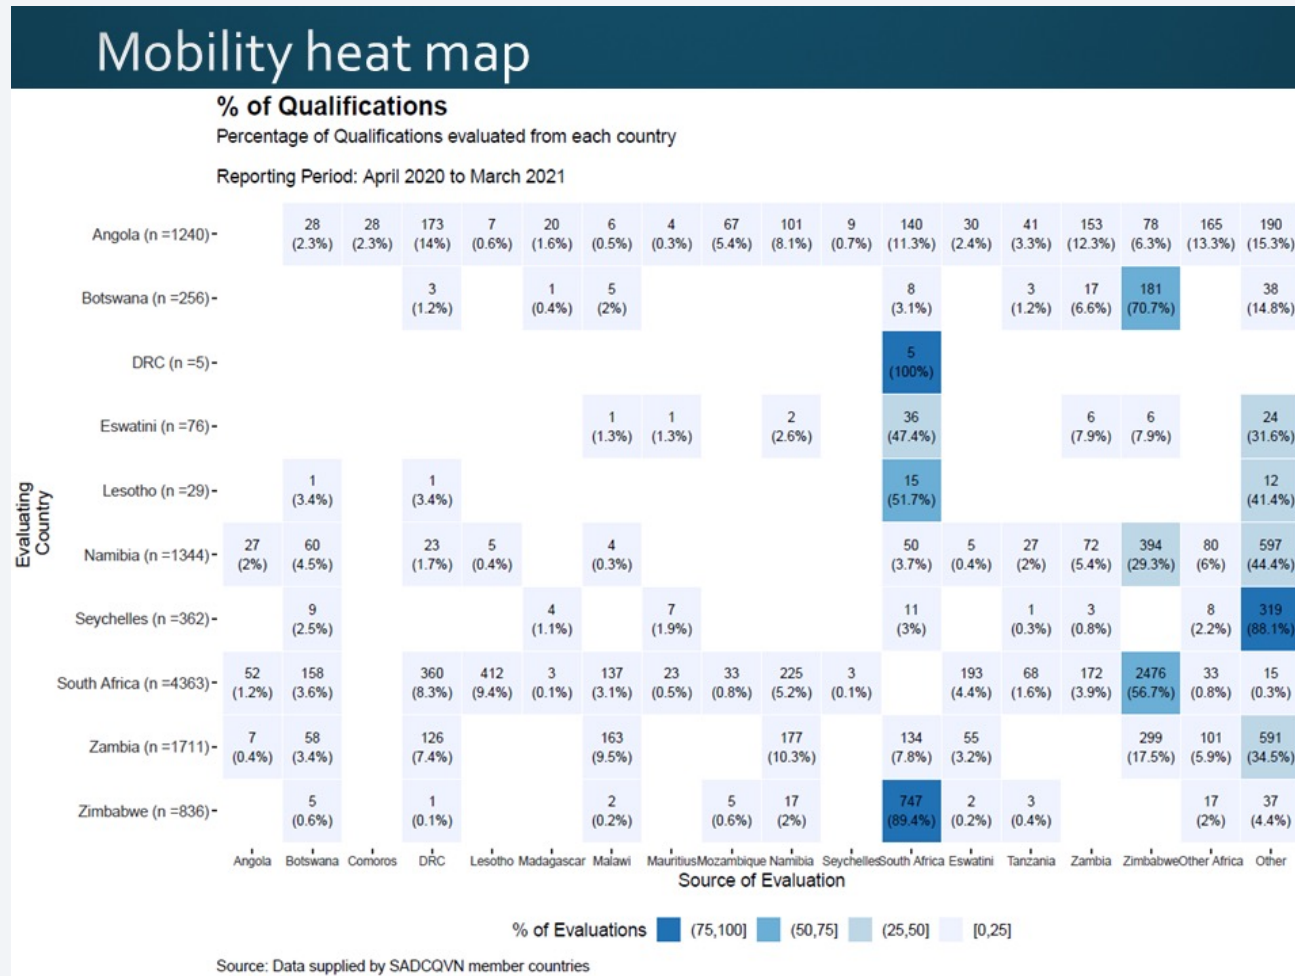 Mobility heat map
% of Qualifications
Percentage of Qualifications evaluated from each country
Reporting Period: April 2020 to March 2021
Evaluating
Country
Angola (n =1240)- 28 28 173 7 20 6 4 67 101 9 140 30 41 153 78 165 190
(2.3%) (2.3%) (14%) (0.6%) (1.6%) (0.5%) (0.3%) (5.4%) (8.1%) (0.7%) (11.3%) (2.4%) (3.3%) (12.3%) (6.3%) (13.3%) (15.3%)
Botswana (n =256)- 3 1 5 8 3 17 181 38
(1.2%) (0.4%) (2%) (3.1%) (1.2%) (6.6%) (70.7%) (14.8%)
DRC (n =5)- 5
(100%)
Eswatini (n =76)- 1 1 2 36 6 6 24
(1.3%) (1.3%) (2.6%) (47.4%) (7.9%) (7.9%) (31.6%)
Lesotho (n =29)- 1 1 15 12
(3.4%) (3.4%) (51.7%) (41.4%)
Namibia (n =1344)- 27 60 23 5 4 50 5 27 72 394 80 597
(2%) (4.5%) (1.7%) (0.4%) (0.3%) (3.7%) (0.4%) (2%) (5.4%) (29.3%) (6%) (44.4%)
Seychelles (n =362)- 9 4 7 11 1 3 8 319
(2.5%) (1.1%) (1.9%) (3%) (0.3%) (0.8%) (2.2%) (88.1%)
South Africa (n =4363)- 52 158 360 412 3 137 23 33 225 3 193 68 172 2476 33 15
(1.2%) (3.6%) (8.3%) (9.4%) (0.1%) (3.1%) (0.5%) (0.8%) (5.2%) (0.1%) (4.4%) (1.6%) (3.9%) (56.7%) (0.8%) (0.3%)
Zambia (n =1711)- 7 58 126 163 177 134 55 299 101 591
(0.4%) (3.4%) (7.4%) (9.5%) (10.3%) (7.8%) (3.2%) (17.5%) (5.9%) (34.5%)
Zimbabwe (n =836)- 5 1 2 5 17 747 2 3 17 37
(0.6%) (0.1%) (0.2%) (0.6%) (2%) (89.4%) (0.2%) (0.4%) (2%) (4.4%)
Angola Botswana Comoros DRC Lesotho Madagascar Malawi Mauritius Mozambique Namibia Seychelles South Africa Eswatini Tanzania Zambia Zimbabwe Other Africa Other
Source of Evaluation
% of Evaluations (75,100] (50,75] (25,50] [0,25]
Source: Data supplied by SADCQVN member countries